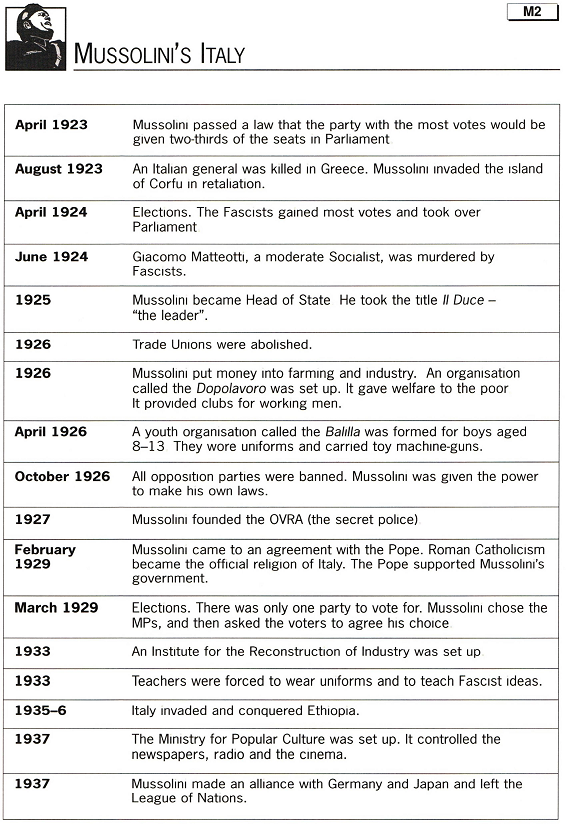 M2
MUSSOLINI'S ITALY
April 1923 Mussolini passed a law that the party with the most votes would be
given two-thirds of the seats in Parliament
August 1923 An Italian general was killed in Greece. Mussolini invaded the island
of Corfu in retaliation.
April 1924 Elections. The Fascists gained most votes and took over
Parliament
June 1924 Giacomo Matteotti, a moderate Socialist, was murdered by
Fascists.
1925 Mussolini became Head of State He took the title Il Duce –
“the leader”.
1926 Trade Unions were abolished.
1926 Mussolini put money into farming and industry. An organisation
called the Dopolavoro was set up. It gave welfare to the poor
It provided clubs for working men.
April 1926 A youth organisation called the Balilla was formed for boys aged
8–13 They wore uniforms and carried toy machine-guns.
October 1926 All opposition parties were banned. Mussolini was given the power
to make his own laws.
1927 Mussolini founded the OVRA (the secret police)
February Mussolini came to an agreement with the Pope. Roman Catholicism
1929 became the official religion of Italy. The Pope supported Mussolini's
government.
March 1929 Elections. There was only one party to vote for. Mussolini chose the
MPs, and then asked the voters to agree his choice
1933 An Institute for the Reconstruction of Industry was set up
1933 Teachers were forced to wear uniforms and to teach Fascist ideas.
1935–6 Italy invaded and conquered Ethiopia.
1937 The Ministry for Popular Culture was set up. It controlled the
newspapers, radio and the cinema.
1937 Mussolini made an alliance with Germany and Japan and left the
League of Nations.